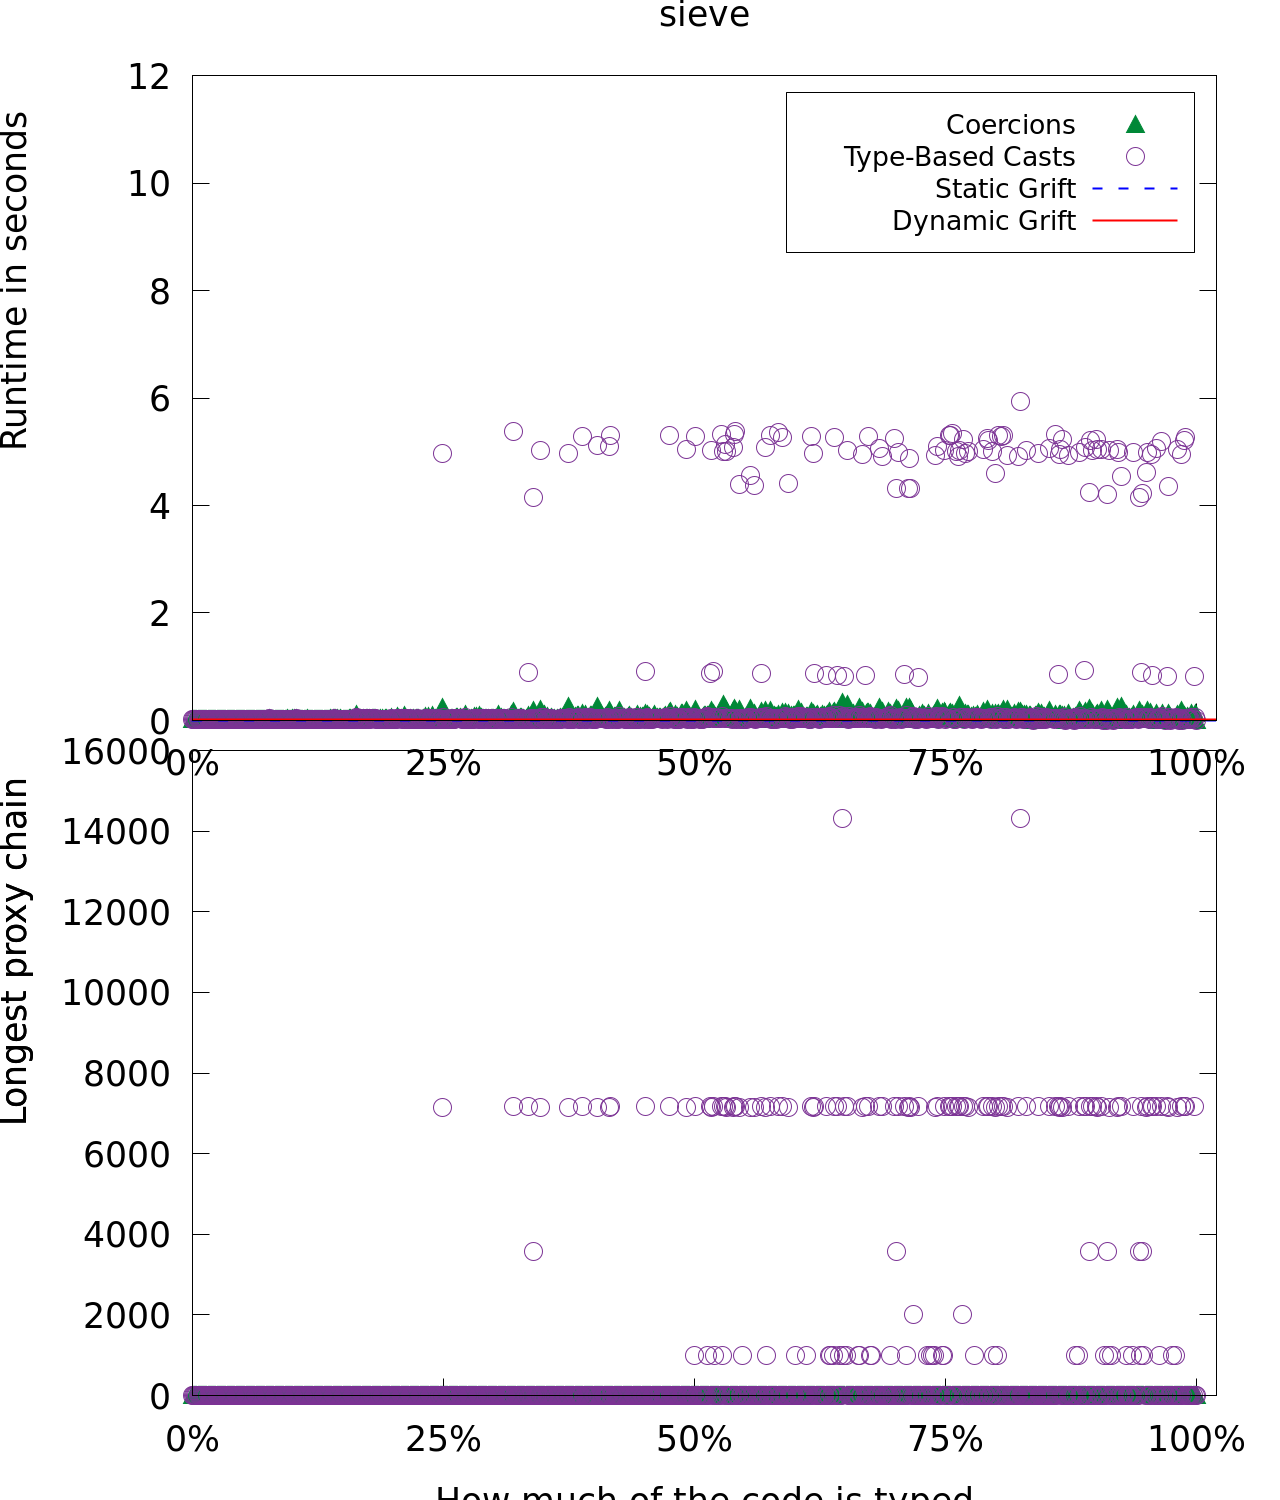 sieve
Runtime in seconds
12
10
8
6
4
2
0
Coercions
Type-Based Casts
Static Grift
Dynamic Grift
0% 25% 50% 75% 100%
Longest proxy chain
16000
14000
12000
10000
8000
6000
4000
2000
0
0% 25% 50% 75% 100%
How much of the code is typed